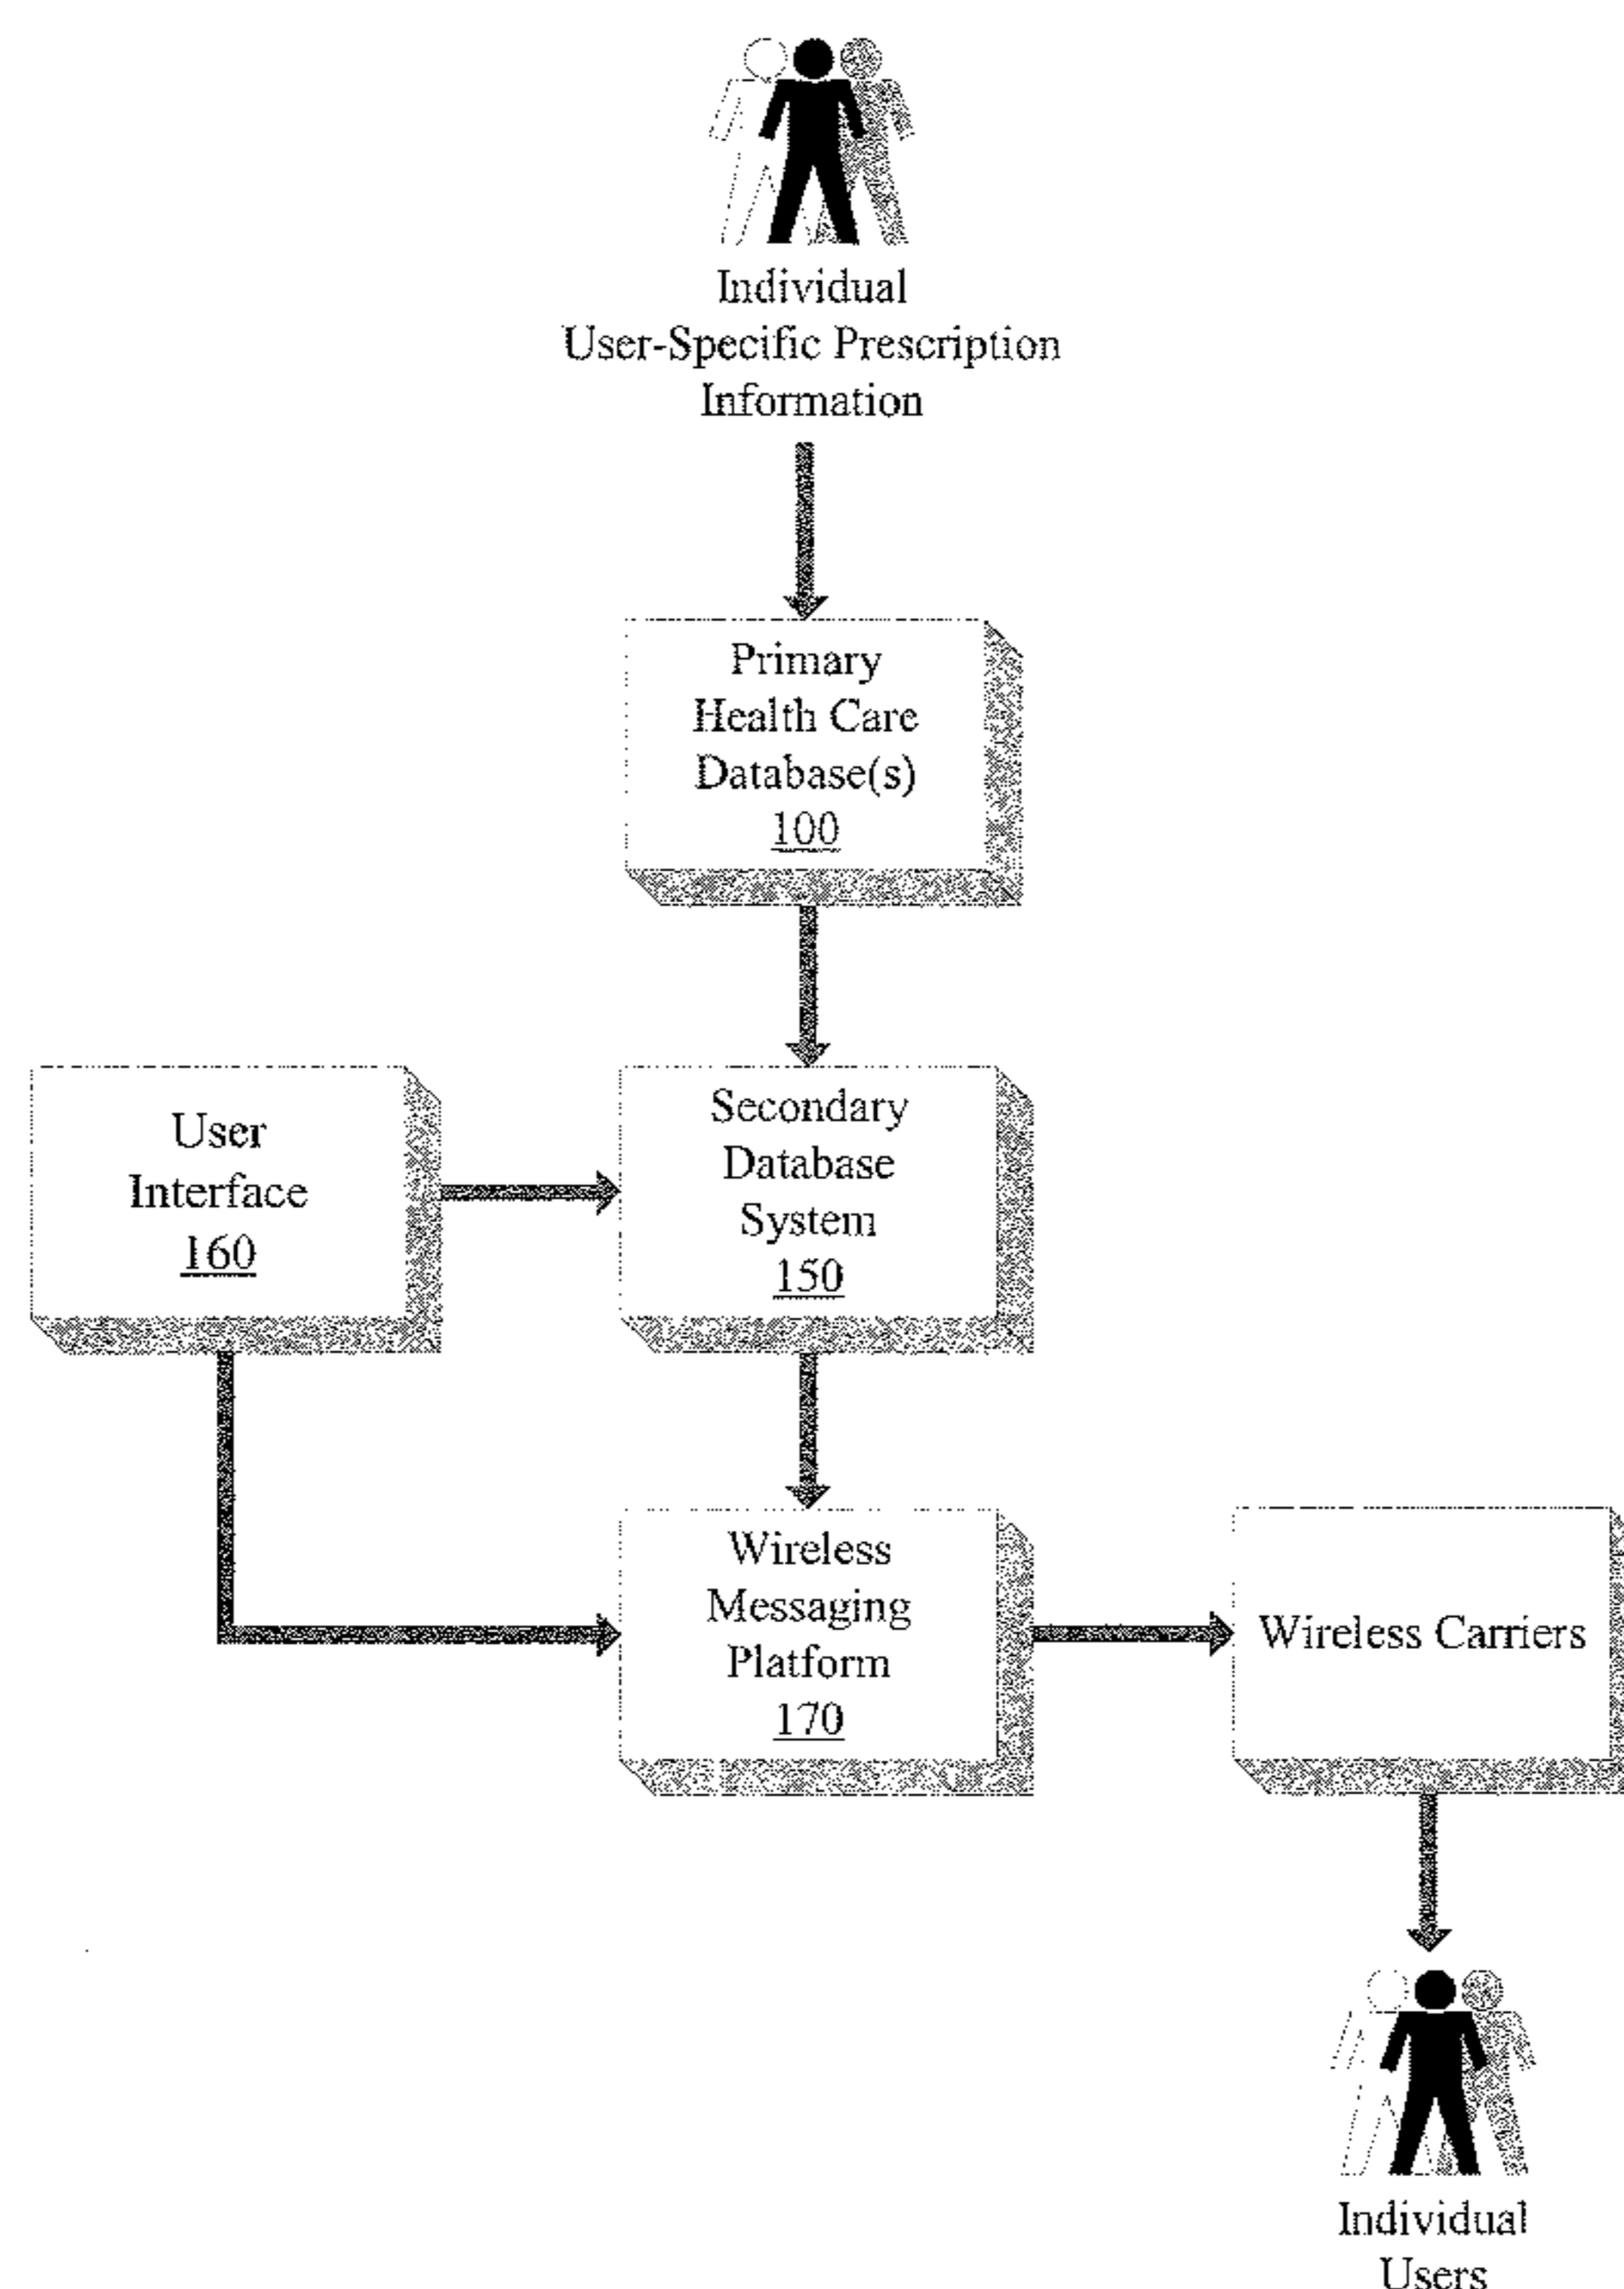 Individual
User-Specific Prescription
Information
Primary
Health Care
Database(s)
100
User
Interface
160
Secondary
Database
System
150
Wireless
Messaging
Platform
170
Wireless Carriers
Individual
Users